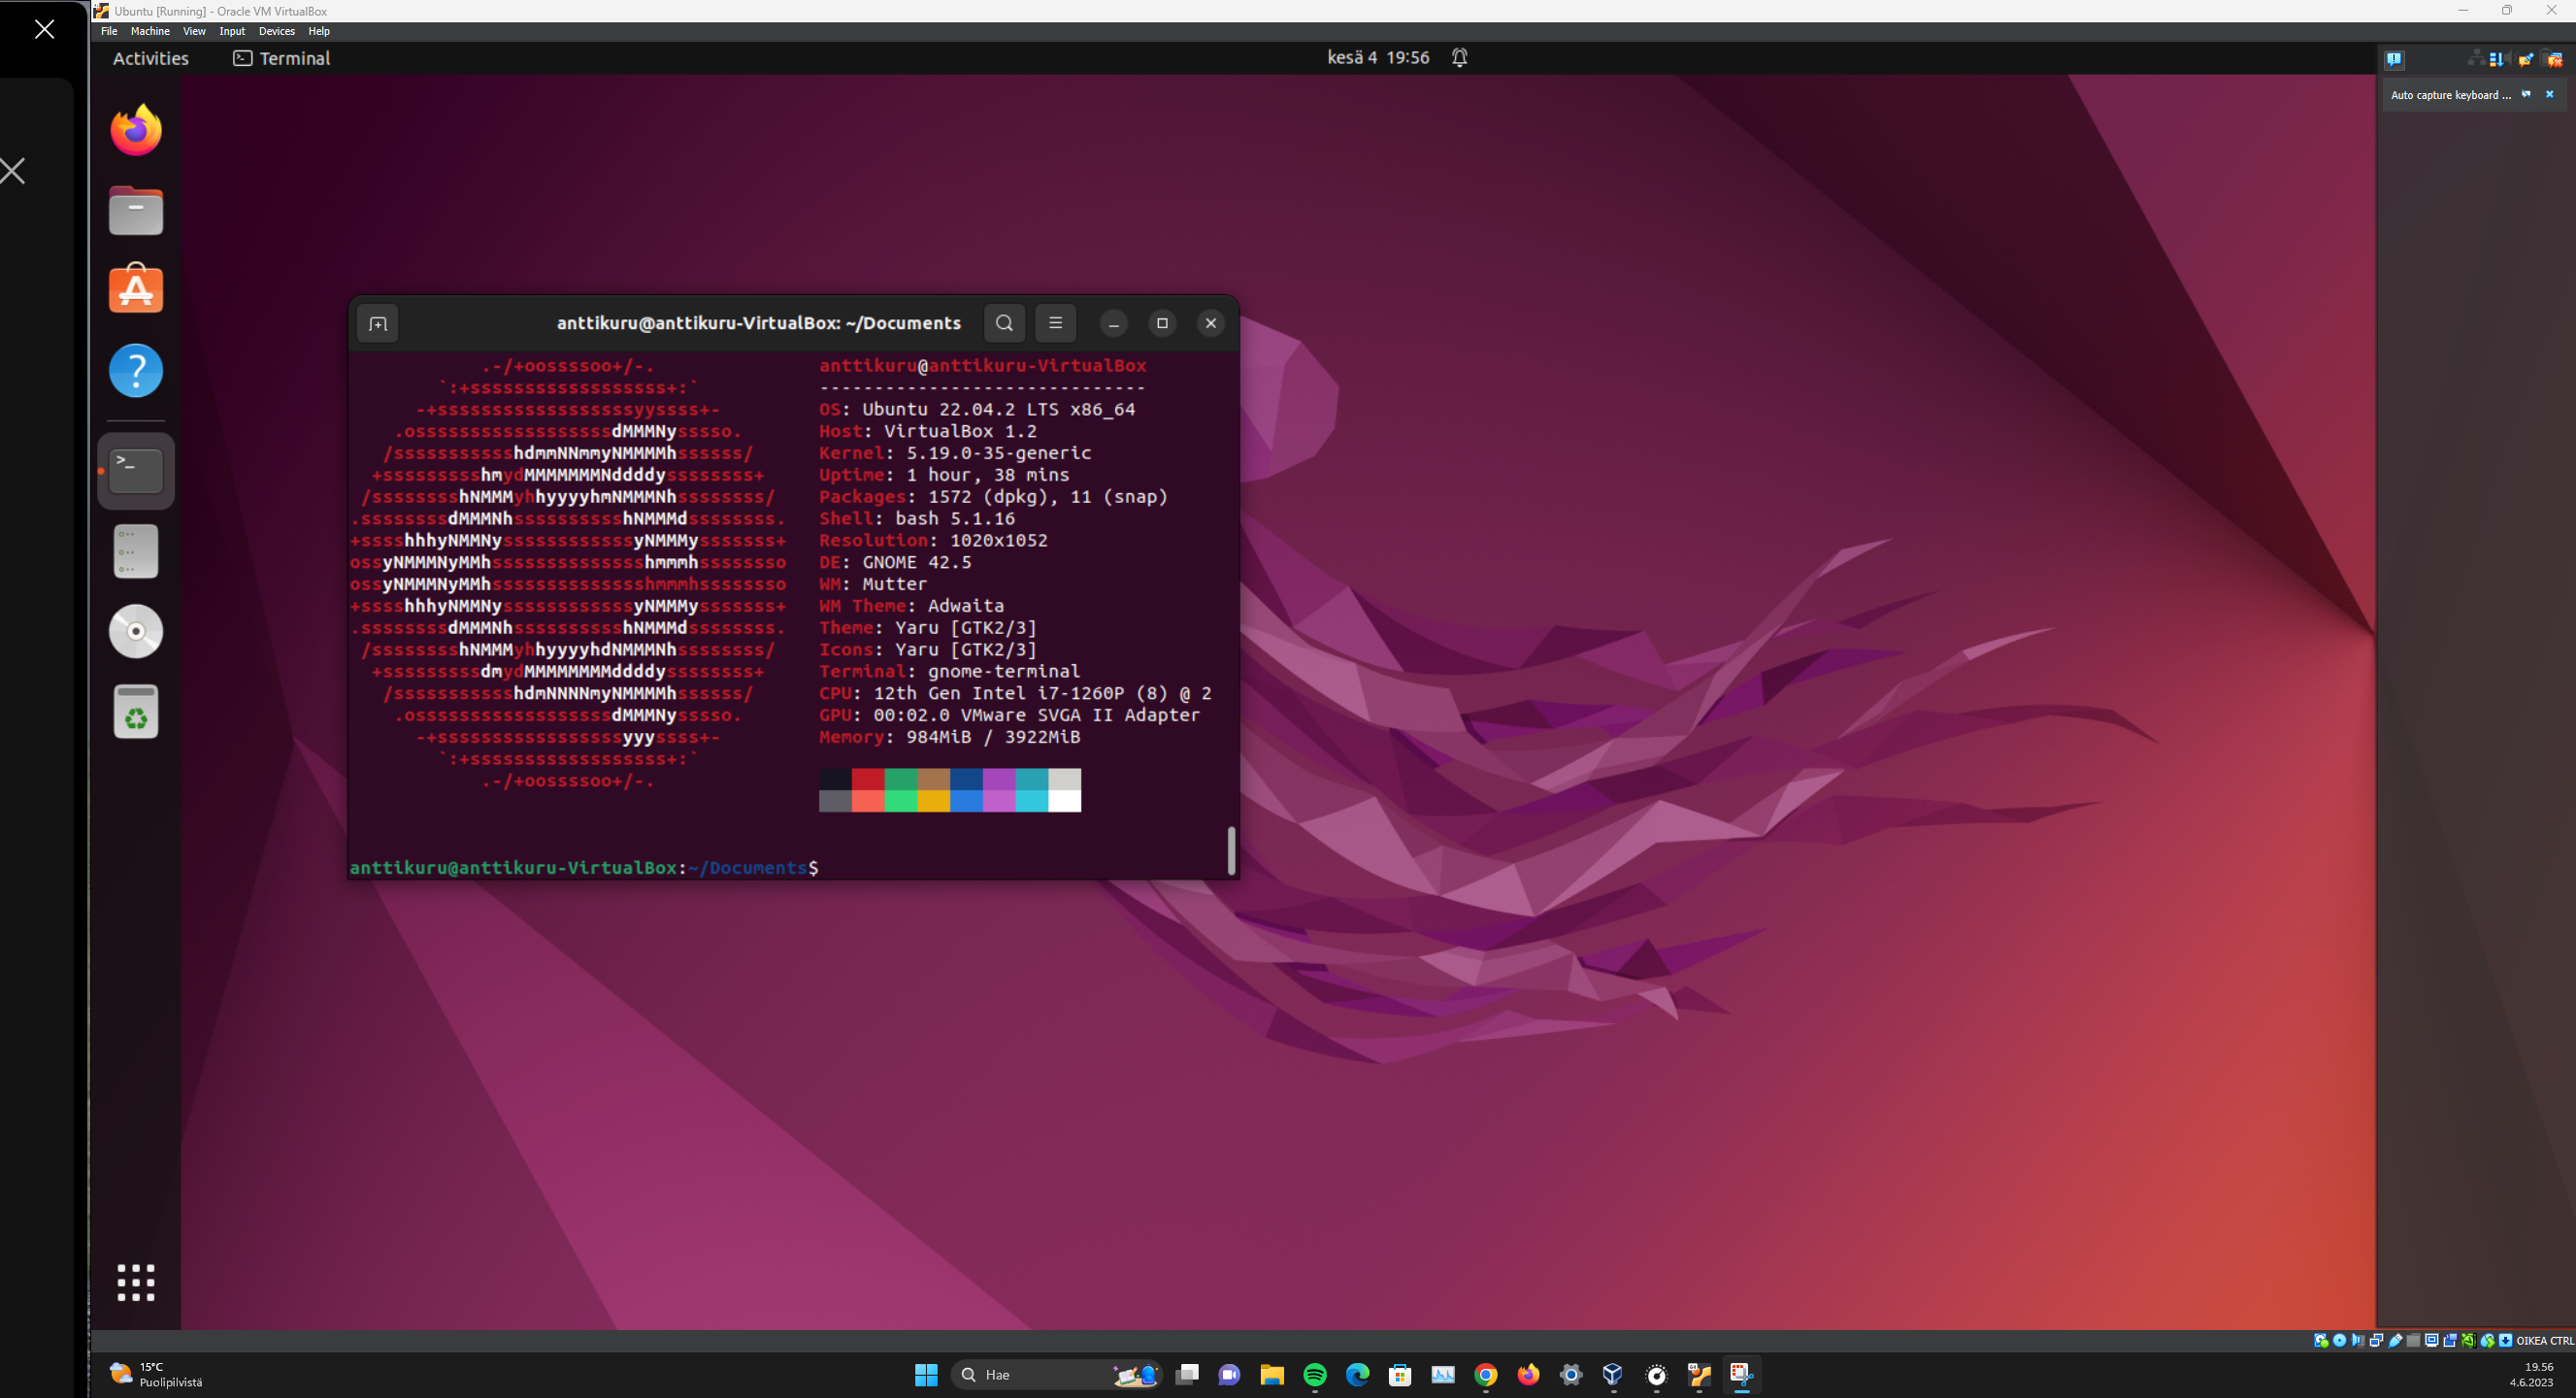 Ubuntu [Running] - Oracle VM VirtualBox
File Machine View Input Devices Help
Activities Terminal kesä 4 19:56
Auto capture keyboard ...
anttikuru@anttikuru-VirtualBox: ~/Documents
.-/+oossssoo+/-. anttikuru@anttikuru-VirtualBox
`:+ssssssssssssssssss+:` ------------------------------
-+ssssssssssssssssssyyssss+- OS: Ubuntu 22.04.2 LTS x86_64
.ossssssssssssssssssdMMMNysssso. Host: VirtualBox 1.2
/ssssssssssshdmmNNmmyNMMMMhssssss/ Kernel: 5.19.0-35-generic
+ssssssssshmydMMMMMMMNddddyssssssss+ Uptime: 1 hour, 38 mins
/sssssssshNMMMyhhyyyyhmNMMMNhssssssss/ Packages: 1572 (dpkg), 11 (snap)
.ssssssssdMMMNhsssssssssshNMMMdssssssss. Shell: bash 5.1.16
+sssshhhyNMMNyssssssssssssyNMMMysssssss+ Resolution: 1020x1052
ossyNMMMNyMMhsssssssssssssshmmmhssssssso DE: GNOME 42.5
ossyNMMMNyMMhsssssssssssssshmmmhssssssso WM: Mutter
+sssshhhyNMMNyssssssssssssyNMMMysssssss+ WM Theme: Adwaita
.ssssssssdMMMNhsssssssssshNMMMdssssssss. Theme: Yaru [GTK2/3]
/sssssssshNMMMyhhyyyyhdNMMMNhssssssss/ Icons: Yaru [GTK2/3]
+sssssssssdmydMMMMMMMMddddyssssssss+ Terminal: gnome-terminal
/ssssssssssshdmNNNNmyNMMMMhssssss/ CPU: 12th Gen Intel i7-1260P (8) @ 2
.ossssssssssssssssssdMMMNysssso. GPU: 00:02.0 VMware SVGA II Adapter
-+sssssssssssssssssyyyssss+- Memory: 984MiB / 3922MiB
`:+ssssssssssssssssss+:`
.-/+oossssoo+/-.
anttikuru@anttikuru-VirtualBox:~/Documents$
OIKEA CTRL
15°C
Puolipilvistä
Hae
19.56
4.6.2023